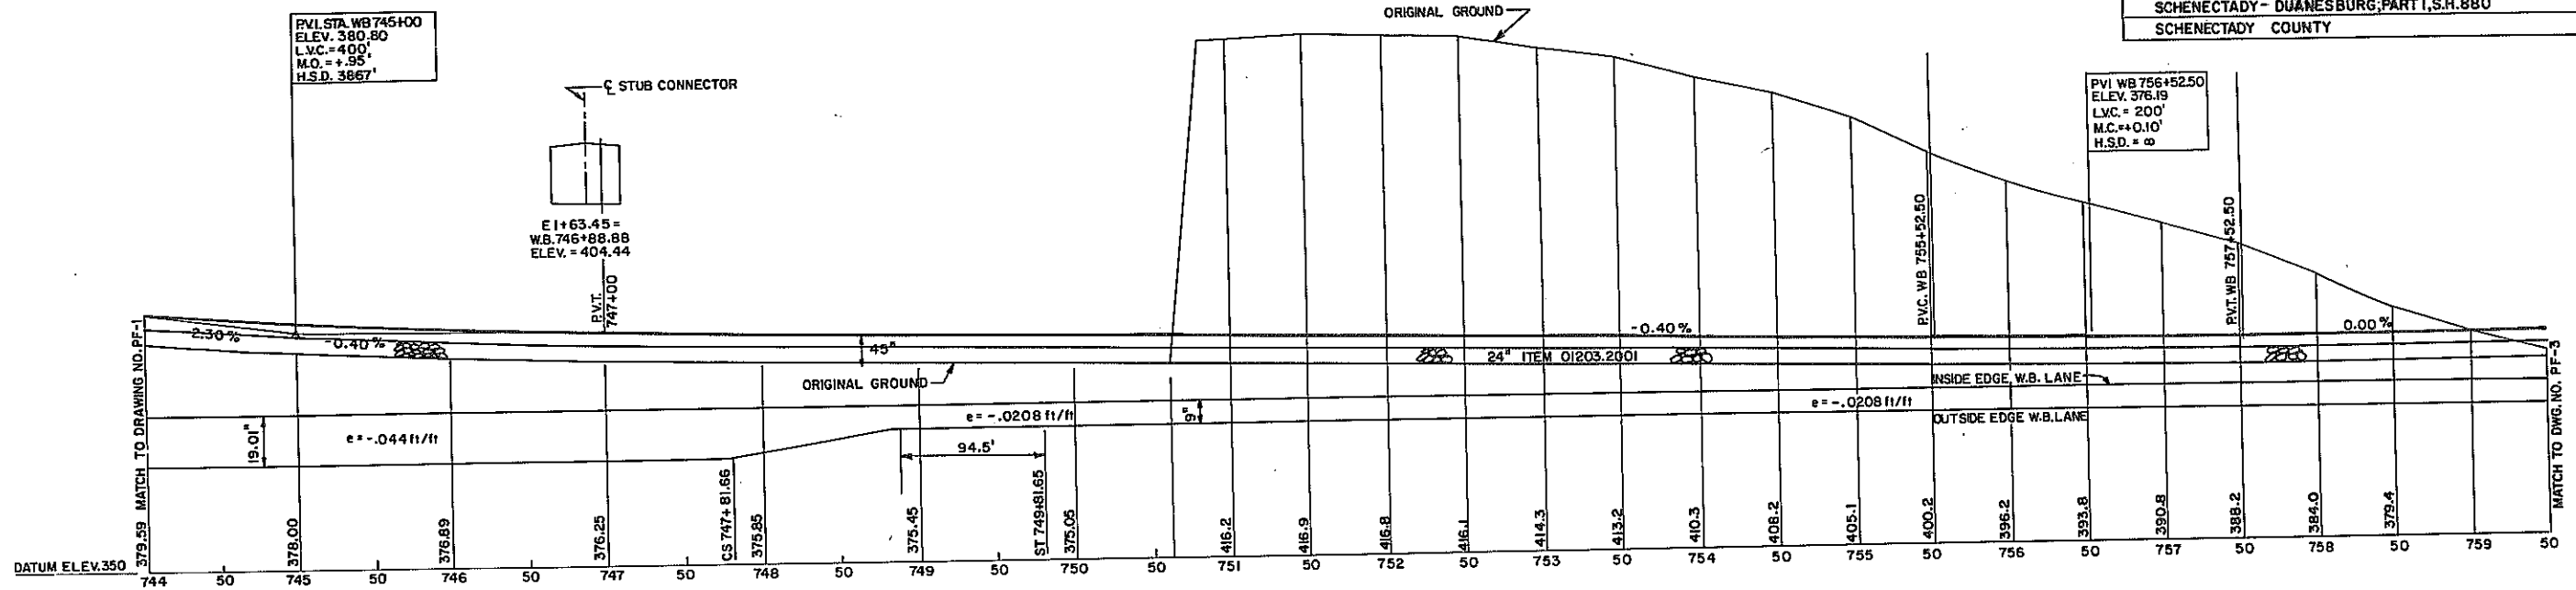 SCHENECTADY - DUANESBURG; PART 1, S.H. 880
SCHENECTADY COUNTY
P.V.I. STA. WB 745+00
ELEV. 380.80
L.V.C. = 400'
M.O. = +.95'
H.S.D. 3867'
ORIGINAL GROUND
℄ STUB CONNECTOR
PVI WB 756+52.50
ELEV. 376.19
L.V.C. = 200'
M.C. = +0.10'
H.S.D. = ∞
E 1+63.45 =
W.B. 746+88.88
ELEV. = 404.44
P.V.T.
747+00
P.V.C. WB 755+52.50
P.V.T. WB 757+52.50
-2.30 %
-0.40 %
45"
-0.40 %
0.00 %
24" ITEM 01203.2001
ORIGINAL GROUND
INSIDE EDGE W.B. LANE
19.01"
e = -.044 ft/ft
e = -.0208 ft/ft
9"
e = -.0208 ft/ft
OUTSIDE EDGE W.B. LANE
94.5'
MATCH TO DRAWING NO. PF-1
MATCH TO DWG. NO. PF-3
379.59
378.00
376.89
376.25
CS 747+81.66
375.85
375.45
ST 749+81.65
375.05
416.2
416.9
416.8
416.1
414.3
413.2
410.3
408.2
405.1
400.2
396.2
393.8
390.8
388.2
384.0
379.4
DATUM ELEV. 350
744 50 745 50 746 50 747 50 748 50 749 50 750 50 751 50 752 50 753 50 754 50 755 50 756 50 757 50 758 50 759 50